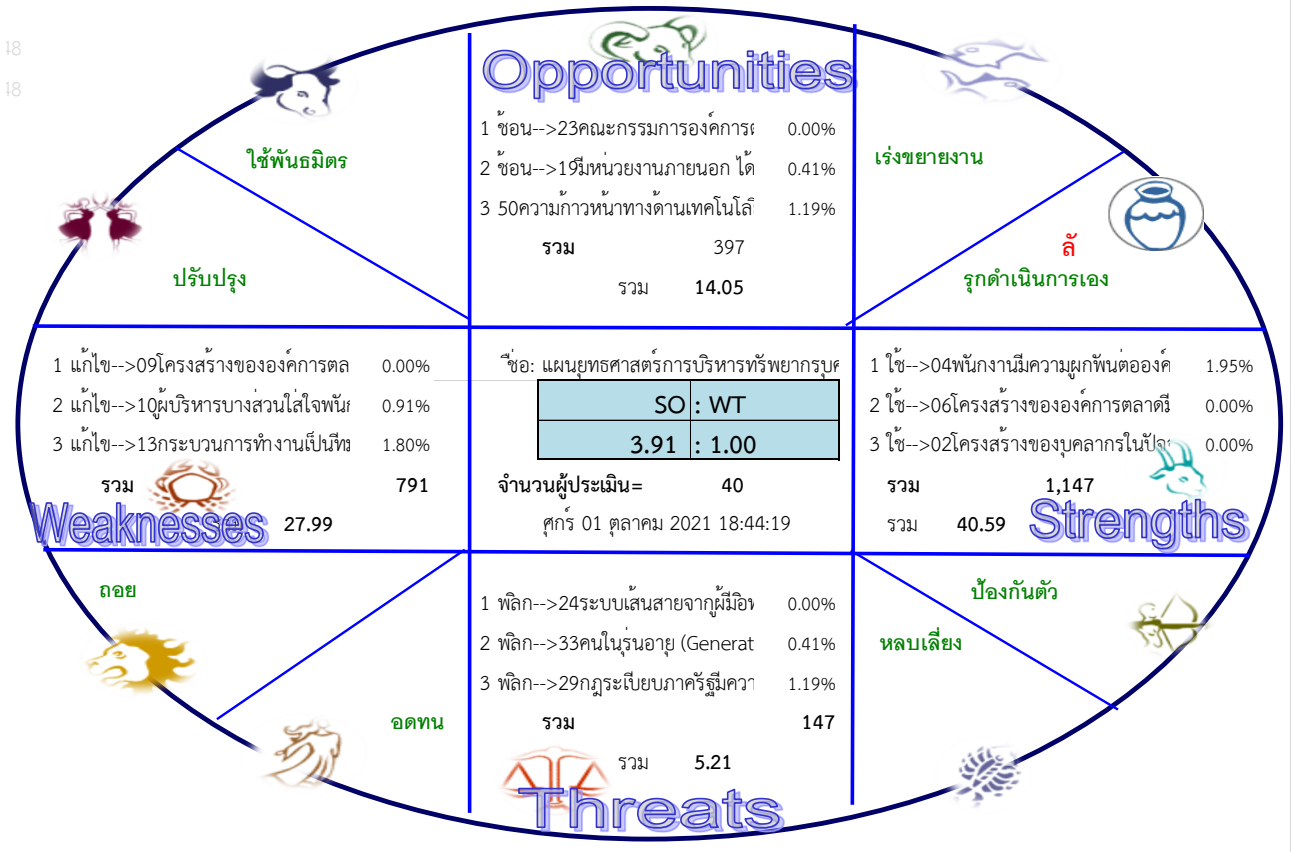 48
48
Opportunities
1 ช้อน-->23คณะกรรมการองค์การต 0.00%
2 ช้อน-->19มีหน่วยงานภายนอก ได้ 0.41%
3 50ความก้าวหน้าทางด้านเทคโนโลยี 1.19%
รวม 397
รวม 14.05
ใช้พันธมิตร
ปรับปรุง
เร่งขยายงาน
ลั
รุกดำเนินการเอง
1 แก้ไข-->09โครงสร้างขององค์การตล 0.00%
2 แก้ไข-->10ผู้บริหารบางส่วนใส่ใจพนัก 0.91%
3 แก้ไข-->13กระบวนการทำงานเป็นทีม 1.80%
รวม 791
Weaknesses 27.99
ชื่อ: แผนยุทธศาสตร์การบริหารทรัพยากรบุค
SO : WT
3.91 : 1.00
จำนวนผู้ประเมิน= 40
ศุกร์ 01 ตุลาคม 2021 18:44:19
1 ใช้-->04พนักงานมีความผูกพันต่อองค์ 1.95%
2 ใช้-->06โครงสร้างขององค์การตลาดมี 0.00%
3 ใช้-->02โครงสร้างของบุคลากรในปัจจุ 0.00%
รวม 1,147
รวม 40.59 Strengths
ถอย
อดทน
1 พลิก-->24ระบบเส้นสายจากผู้มีอิท 0.00%
2 พลิก-->33คนในรุ่นอายุ (Generat 0.41%
3 พลิก-->29กฎระเบียบภาครัฐมีควา 1.19%
รวม 147
รวม 5.21
Threats
ป้องกันตัว
หลบเลี่ยง